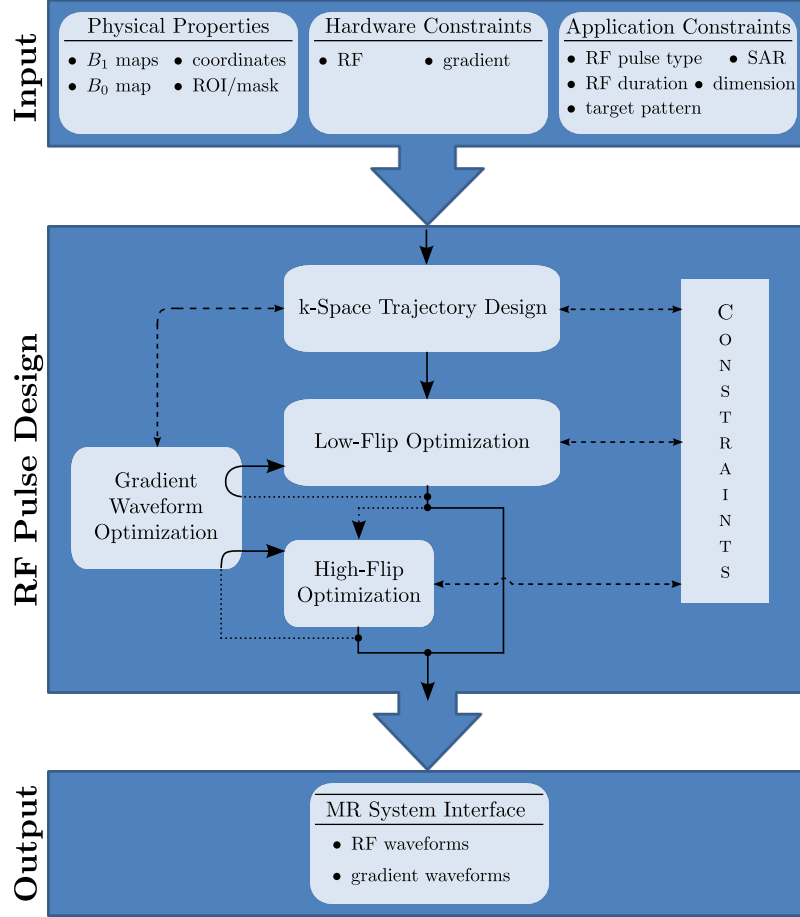 Input
Physical Properties
• B1 maps • coordinates
• B0 map • ROI/mask
Hardware Constraints
• RF • gradient
Application Constraints
• RF pulse type • SAR
• RF duration • dimension
• target pattern
RF Pulse Design
k-Space Trajectory Design
Low-Flip Optimization
Gradient
Waveform
Optimization
High-Flip
Optimization
CONSTRAINTS
Output
MR System Interface
• RF waveforms
• gradient waveforms